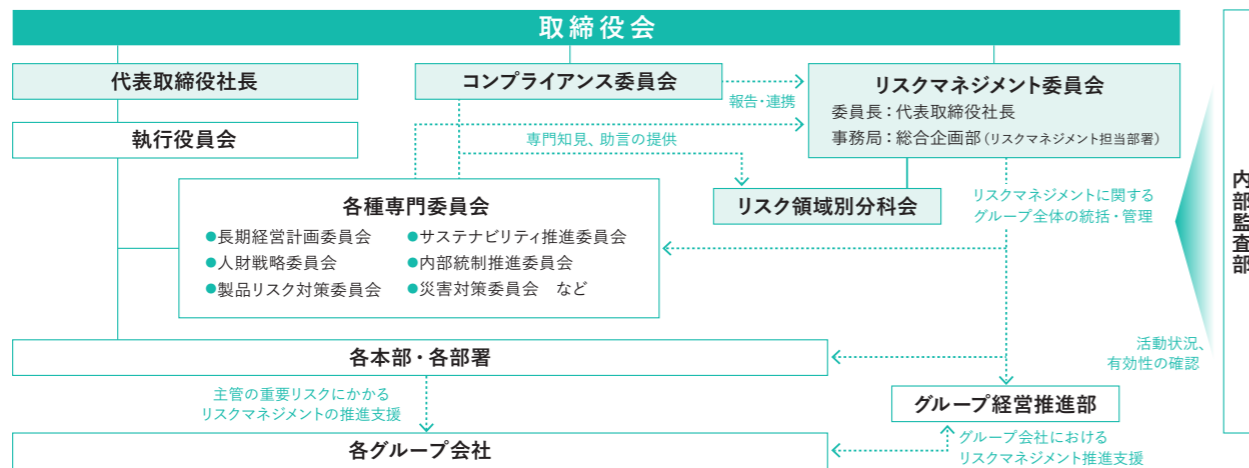 取締役会
代表取締役社長
執行役員会
コンプライアンス委員会
報告・連携
リスクマネジメント委員会
委員長：代表取締役社長
事務局：総合企画部（リスクマネジメント担当部署）
専門知見、助言の提供
リスク領域別分科会
リスクマネジメントに関する
グループ全体の統括・管理
各種専門委員会
●長期経営計画委員会　●サステナビリティ推進委員会
●人財戦略委員会　●内部統制推進委員会
●製品リスク対策委員会　●災害対策委員会　など
内部監査部
活動状況、
有効性の確認
各本部・各部署
主管の重要リスクにかかる
リスクマネジメントの推進支援
グループ経営推進部
各グループ会社
グループ会社における
リスクマネジメント推進支援